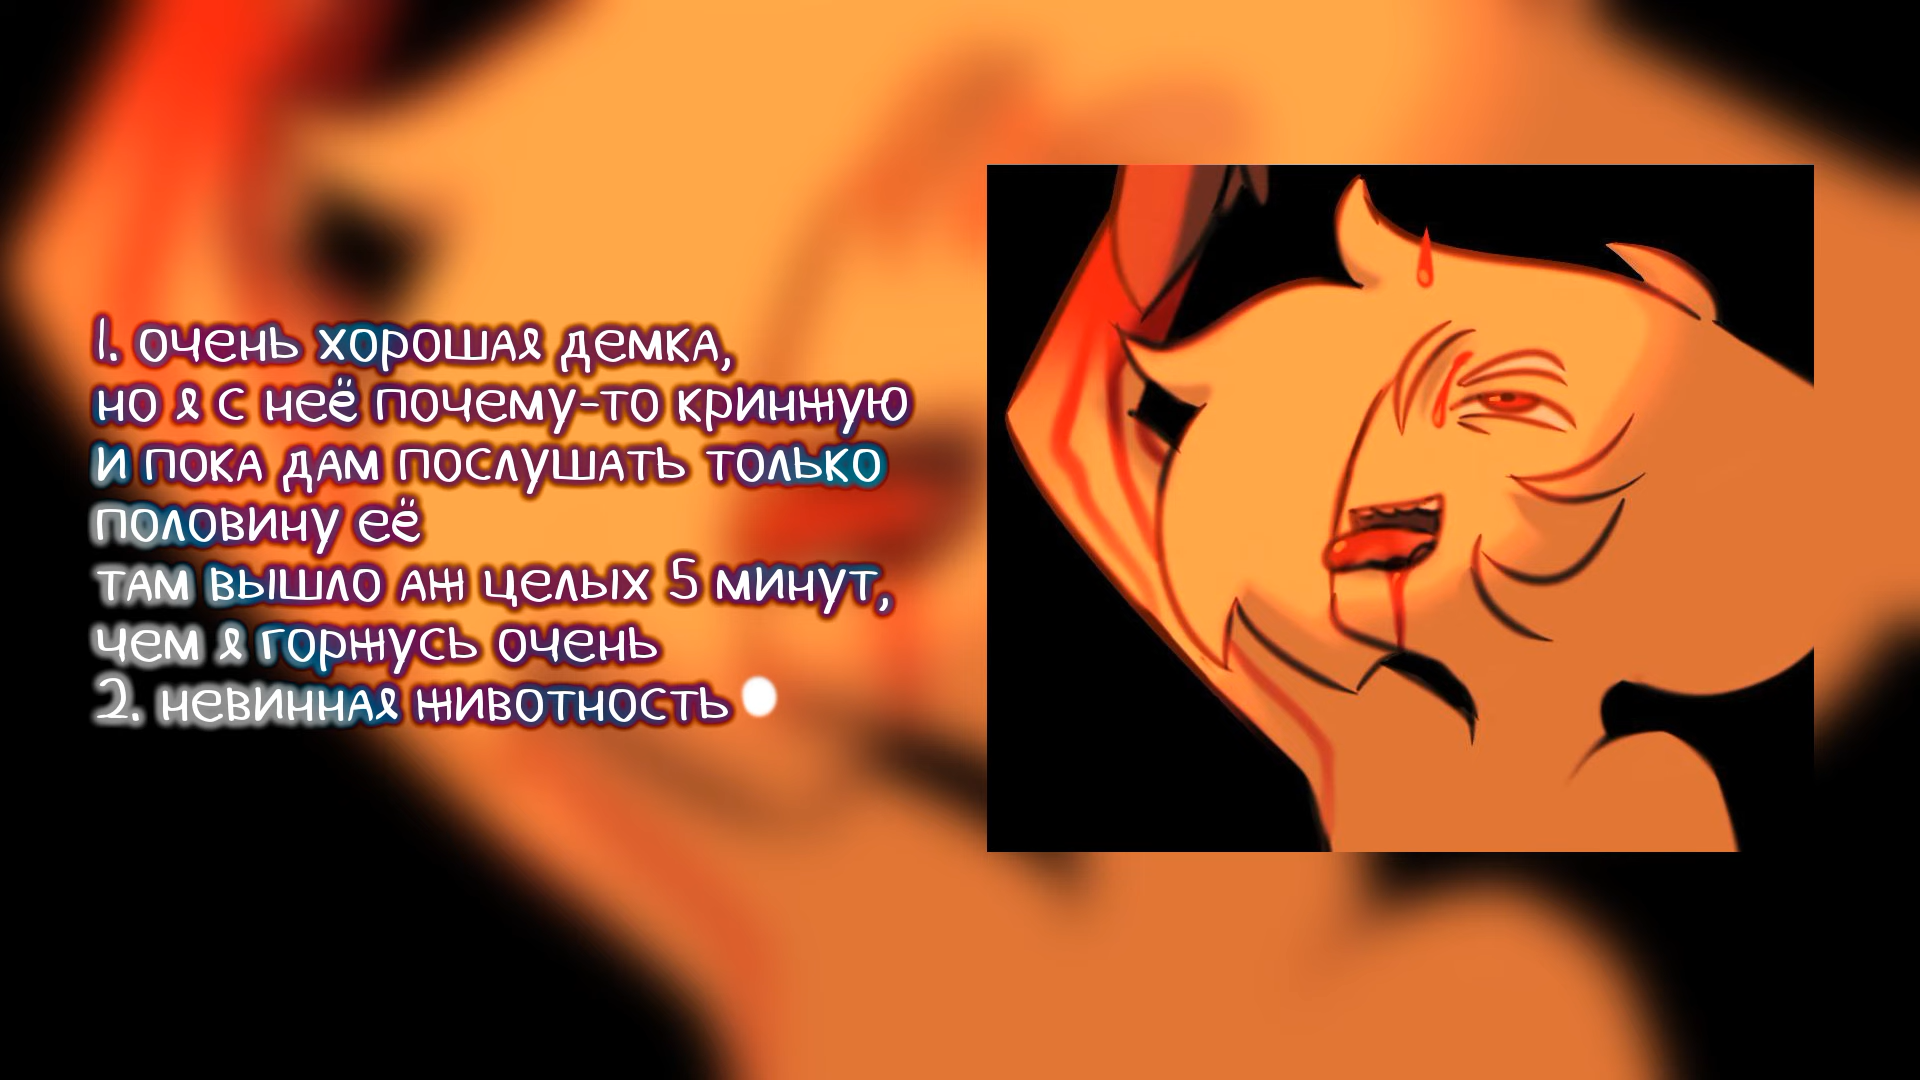 1. очень хорошая демка,
но я с неё почему-то кринжую
и пока дам послушать только
половину её
там вышло аж целых 5 минут,
чем я горжусь очень
2. невинная животность